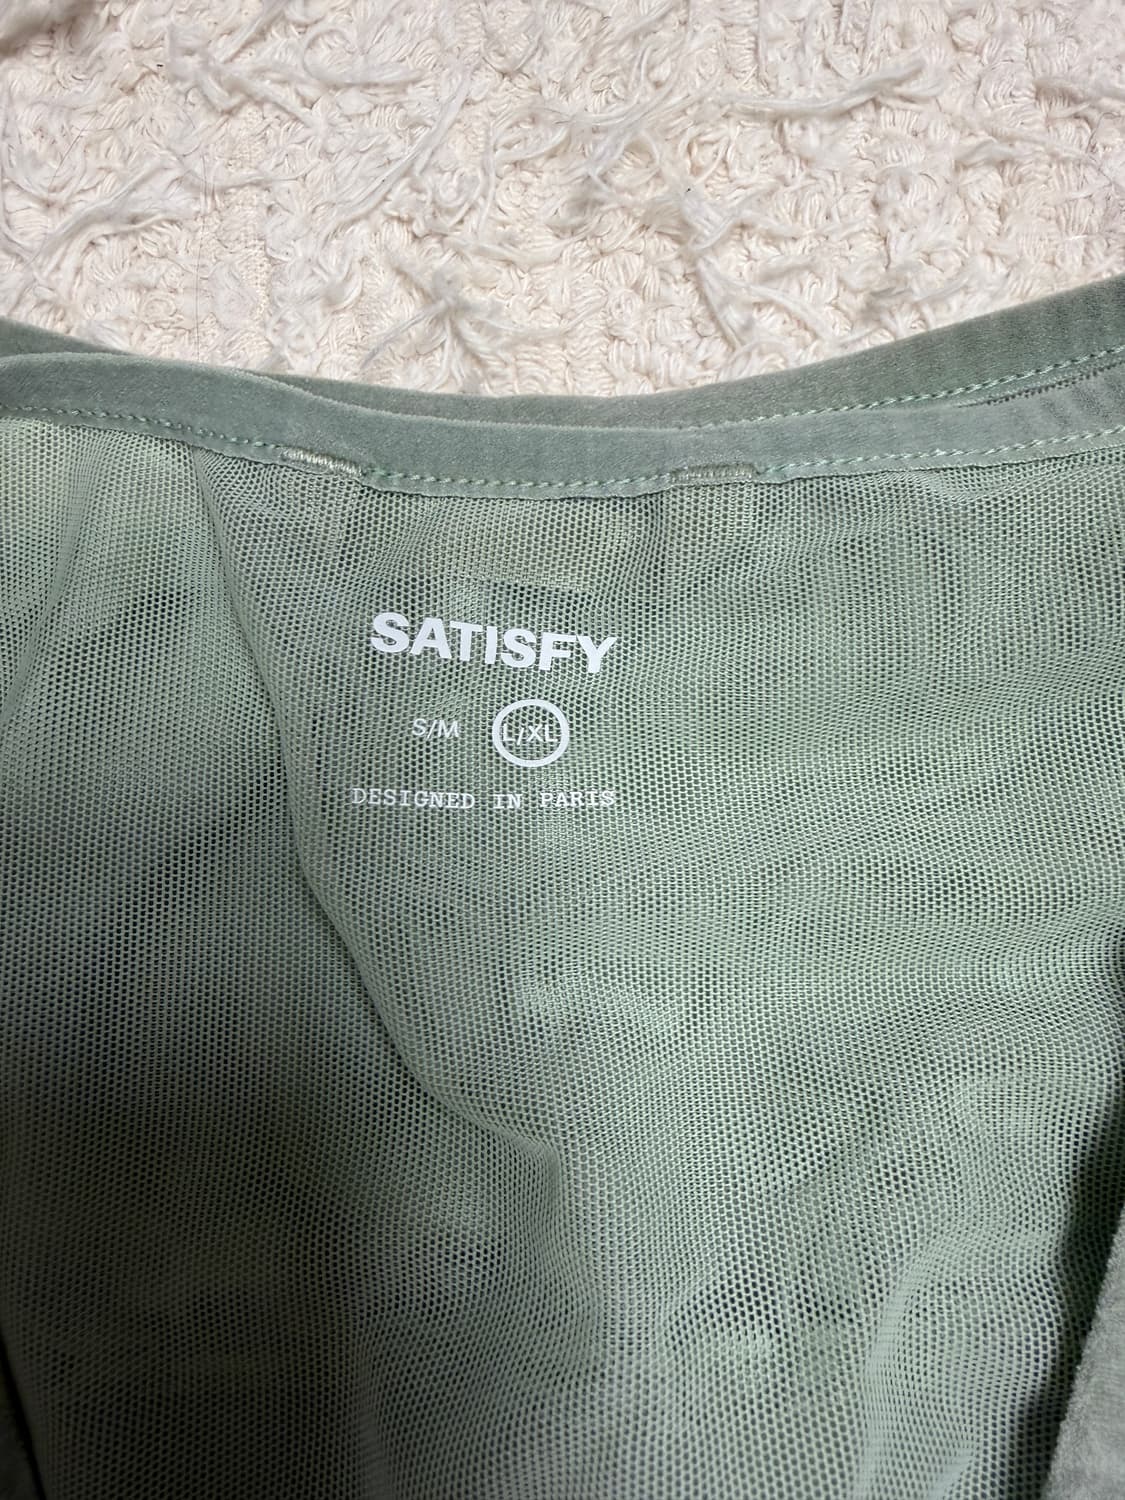 SATISFY
S/M L/XL
DESIGNED IN PARIS